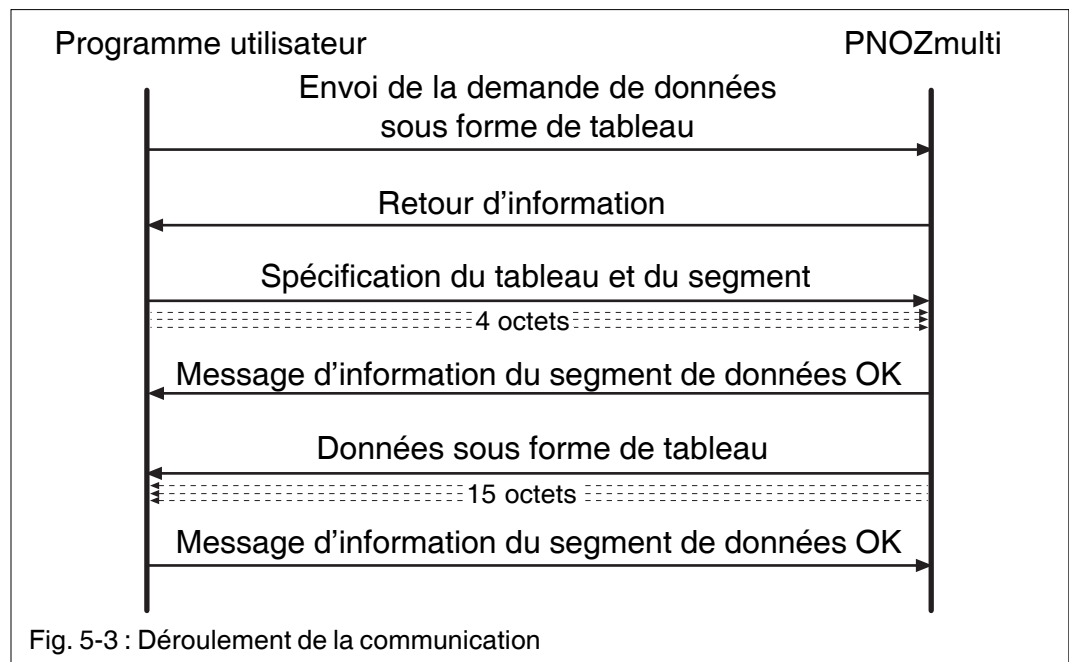 Programme utilisateur
PNOZmulti
Envoi de la demande de données
sous forme de tableau
Retour d'information
Spécification du tableau et du segment
4 octets
Message d'information du segment de données OK
Données sous forme de tableau
15 octets
Message d'information du segment de données OK
Fig. 5-3 : Déroulement de la communication